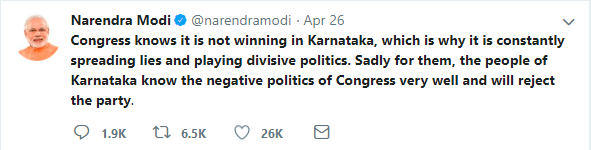 Narendra Modi @narendramodi · Apr 26
Congress knows it is not winning in Karnataka, which is why it is constantly
spreading lies and playing divisive politics. Sadly for them, the people of
Karnataka know the negative politics of Congress very well and will reject
the party.
1.9K 6.5K 26K